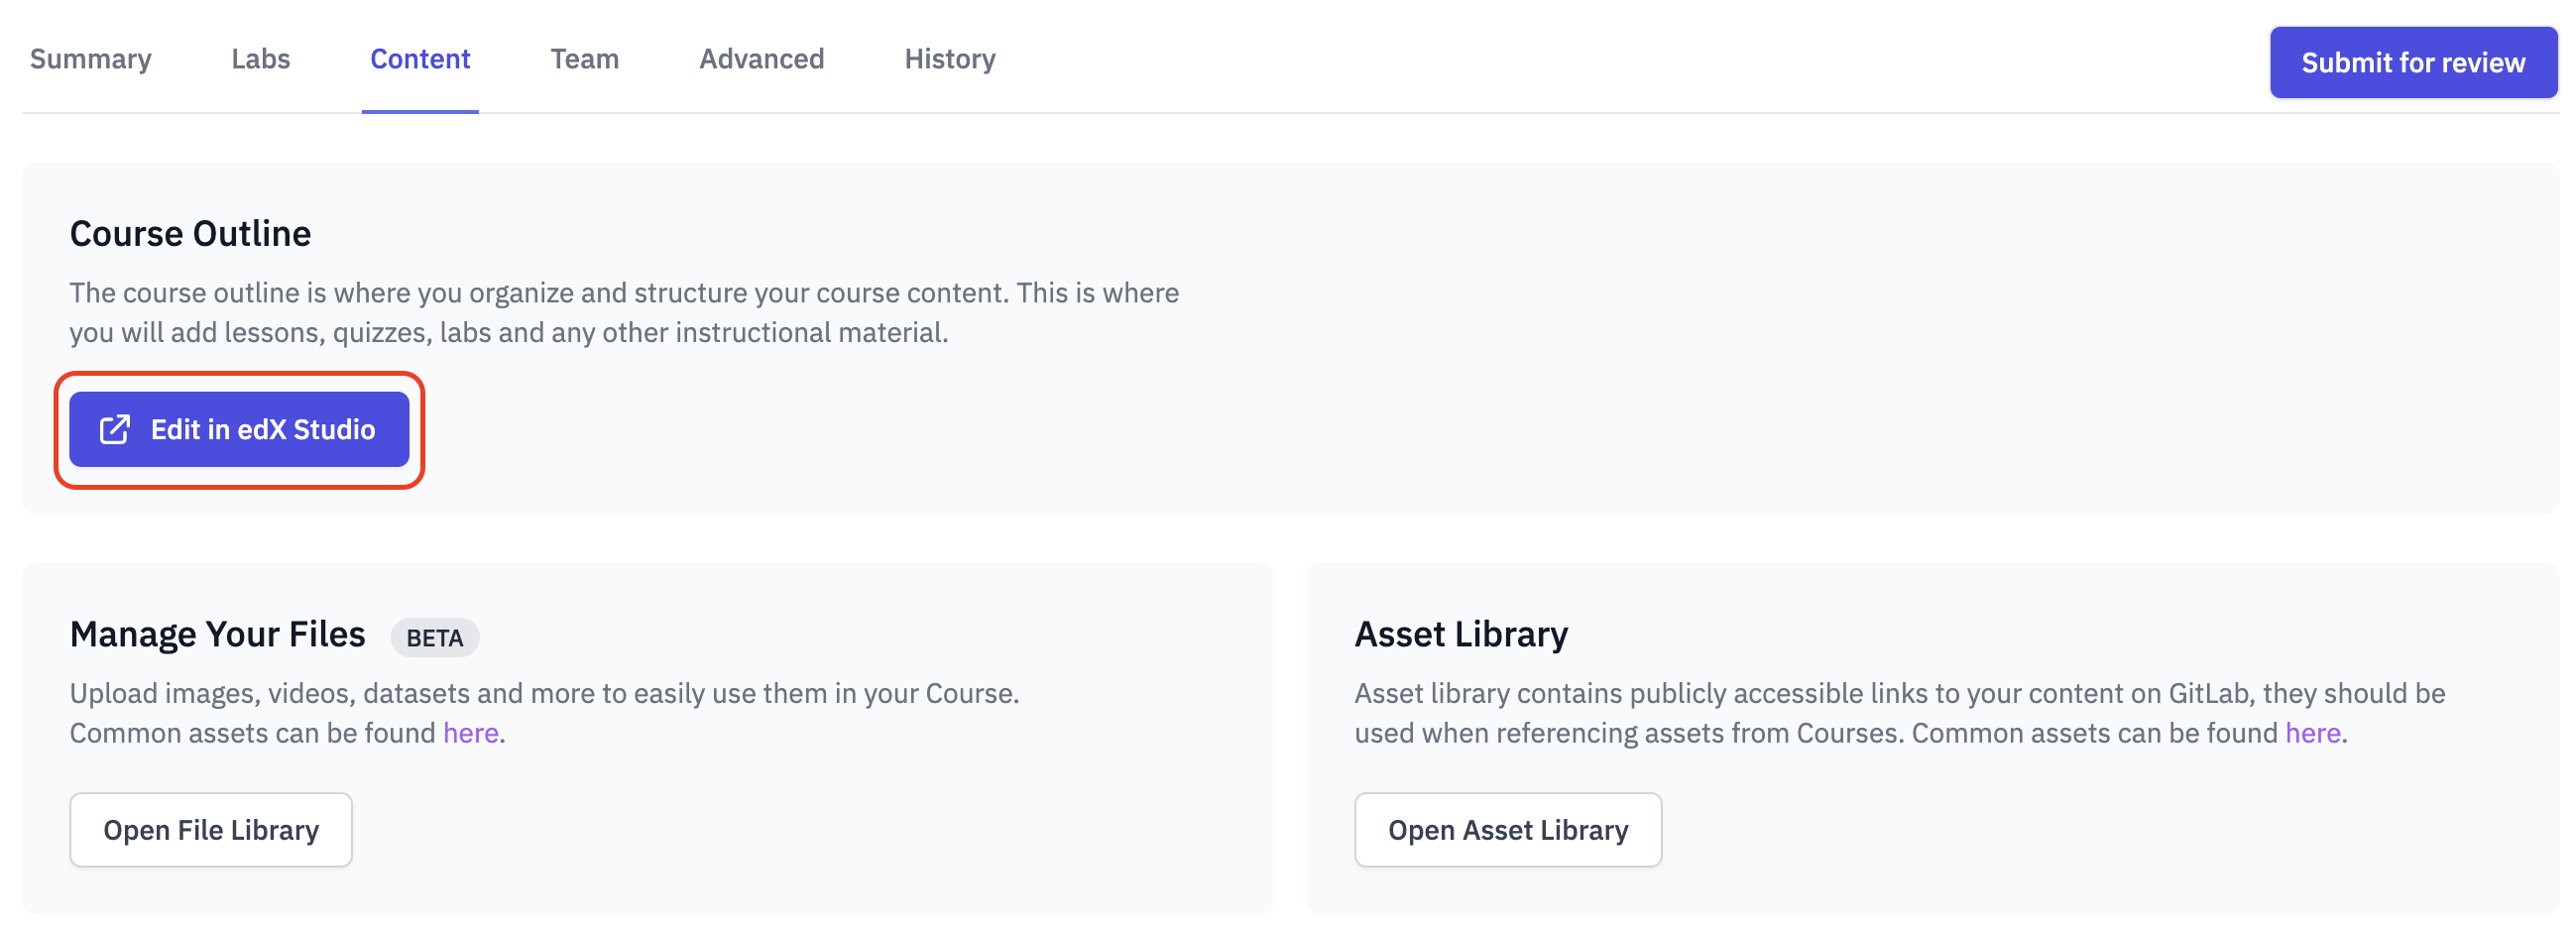 Summary Labs Content Team Advanced History Submit for review
Course Outline
The course outline is where you organize and structure your course content. This is where
you will add lessons, quizzes, labs and any other instructional material.
Edit in edX Studio
Manage Your Files BETA
Upload images, videos, datasets and more to easily use them in your Course.
Common assets can be found here.
Open File Library
Asset Library
Asset library contains publicly accessible links to your content on GitLab, they should be
used when referencing assets from Courses. Common assets can be found here.
Open Asset Library